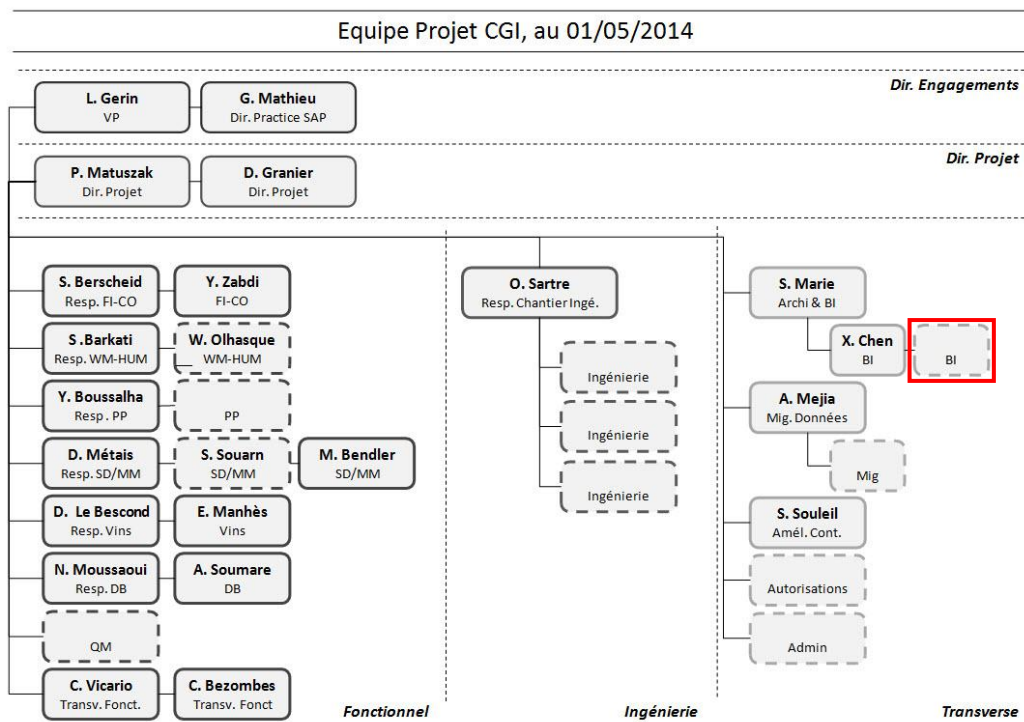 Equipe Projet CGI, au 01/05/2014
Dir. Engagements
L. Gerin
VP
G. Mathieu
Dir. Practice SAP
Dir. Projet
P. Matuszak
Dir. Projet
D. Granier
Dir. Projet
S. Berscheid
Resp. FI-CO
Y. Zabdi
FI-CO
S .Barkati
Resp. WM-HUM
W. Olhasque
WM-HUM
Y. Boussalha
Resp. PP
PP
D. Métais
Resp. SD/MM
S. Souarn
SD/MM
M. Bendler
SD/MM
D. Le Bescond
Resp. Vins
E. Manhès
Vins
N. Moussaoui
Resp. DB
A. Soumare
DB
QM
C. Vicario
Transv. Fonct.
C. Bezombes
Transv. Fonct
Fonctionnel
O. Sartre
Resp. Chantier Ingé.
Ingénierie
Ingénierie
Ingénierie
Ingénierie
S. Marie
Archi & BI
X. Chen
BI
BI
A. Mejia
Mig. Données
Mig
S. Souleil
Amél. Cont.
Autorisations
Admin
Transverse